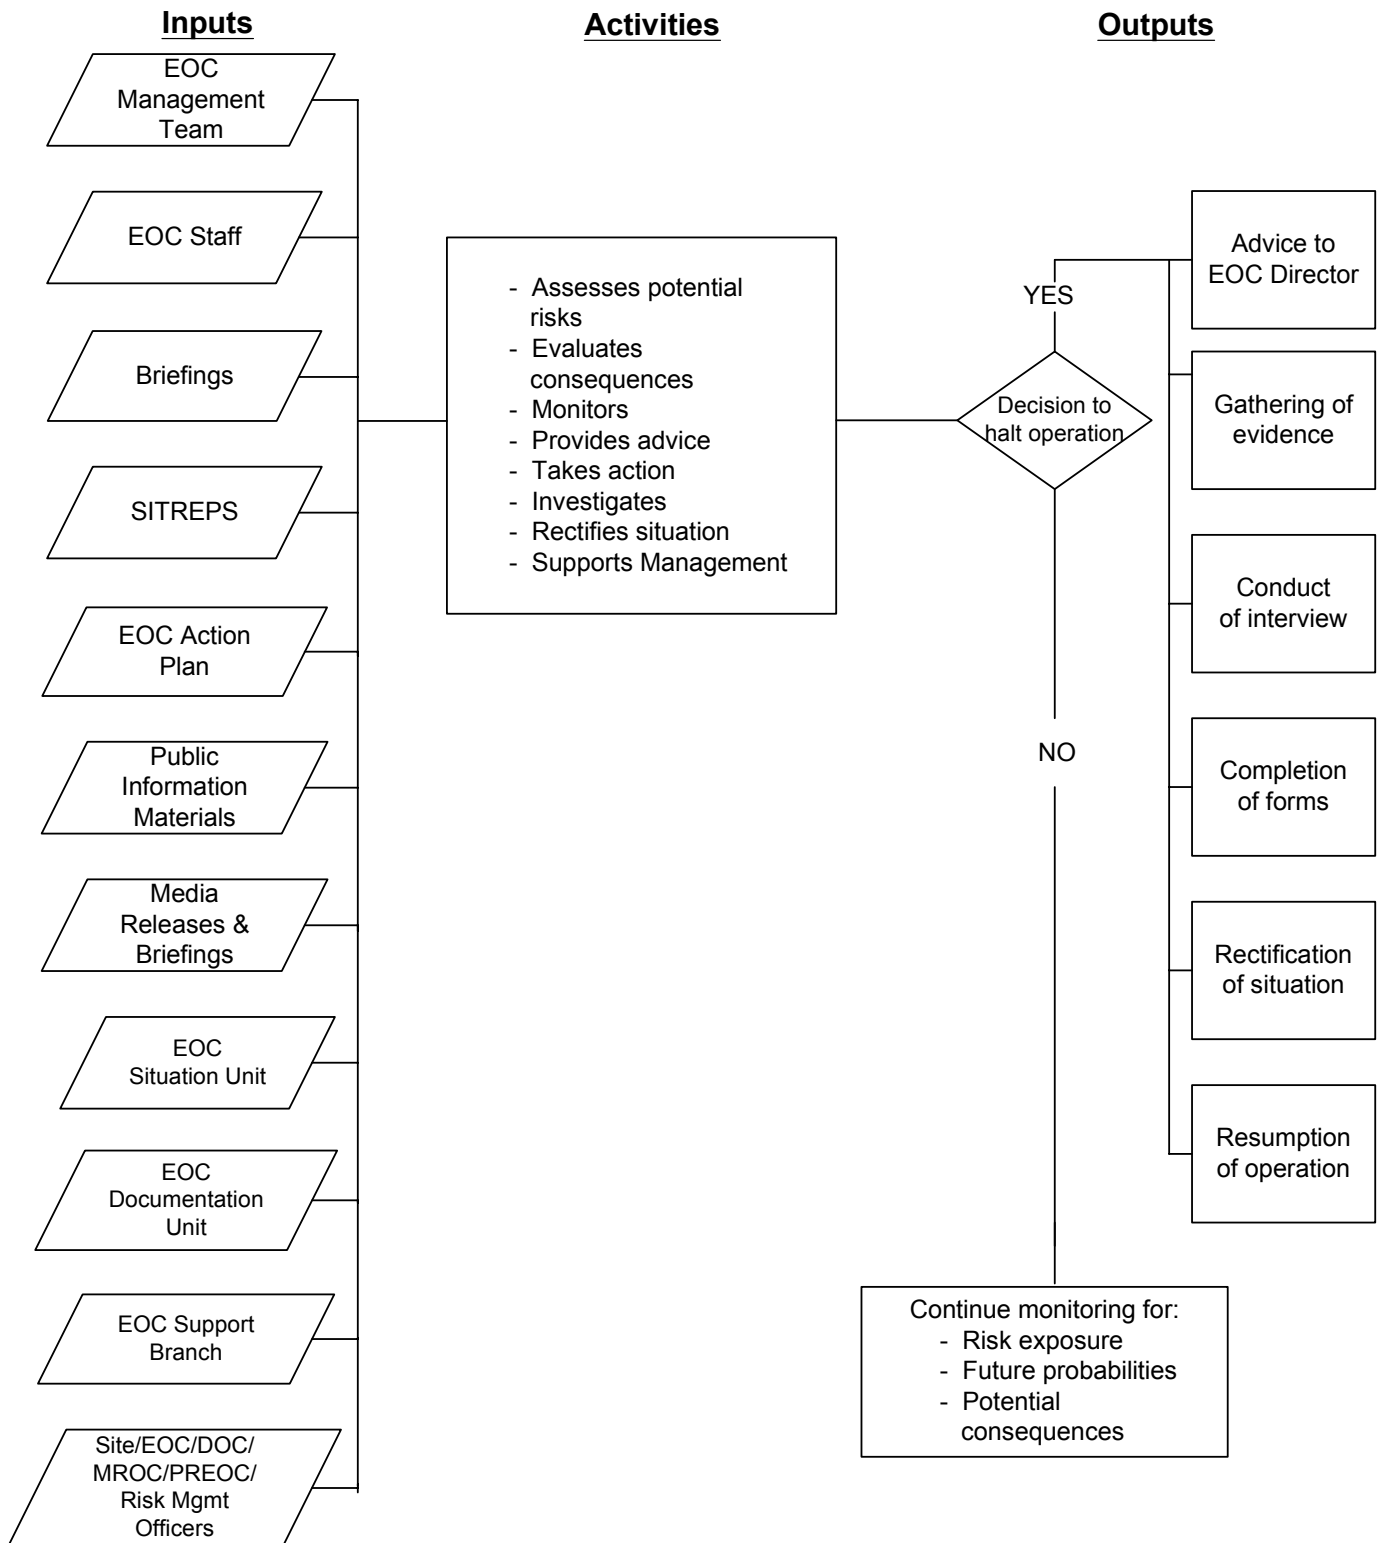 Inputs
EOC
Management
Team
EOC Staff
Briefings
SITREPS
EOC Action
Plan
Public
Information
Materials
Media
Releases &
Briefings
EOC
Situation Unit
EOC
Documentation
Unit
EOC Support
Branch
Site/EOC/DOC/
MROC/PREOC/
Risk Mgmt
Officers
Activities
- Assesses potential
risks
- Evaluates
consequences
- Monitors
- Provides advice
- Takes action
- Investigates
- Rectifies situation
- Supports Management
Outputs
YES
Decision to
halt operation
NO
Advice to
EOC Director
Gathering of
evidence
Conduct
of interview
Completion
of forms
Rectification
of situation
Resumption
of operation
Continue monitoring for:
- Risk exposure
- Future probabilities
- Potential
consequences